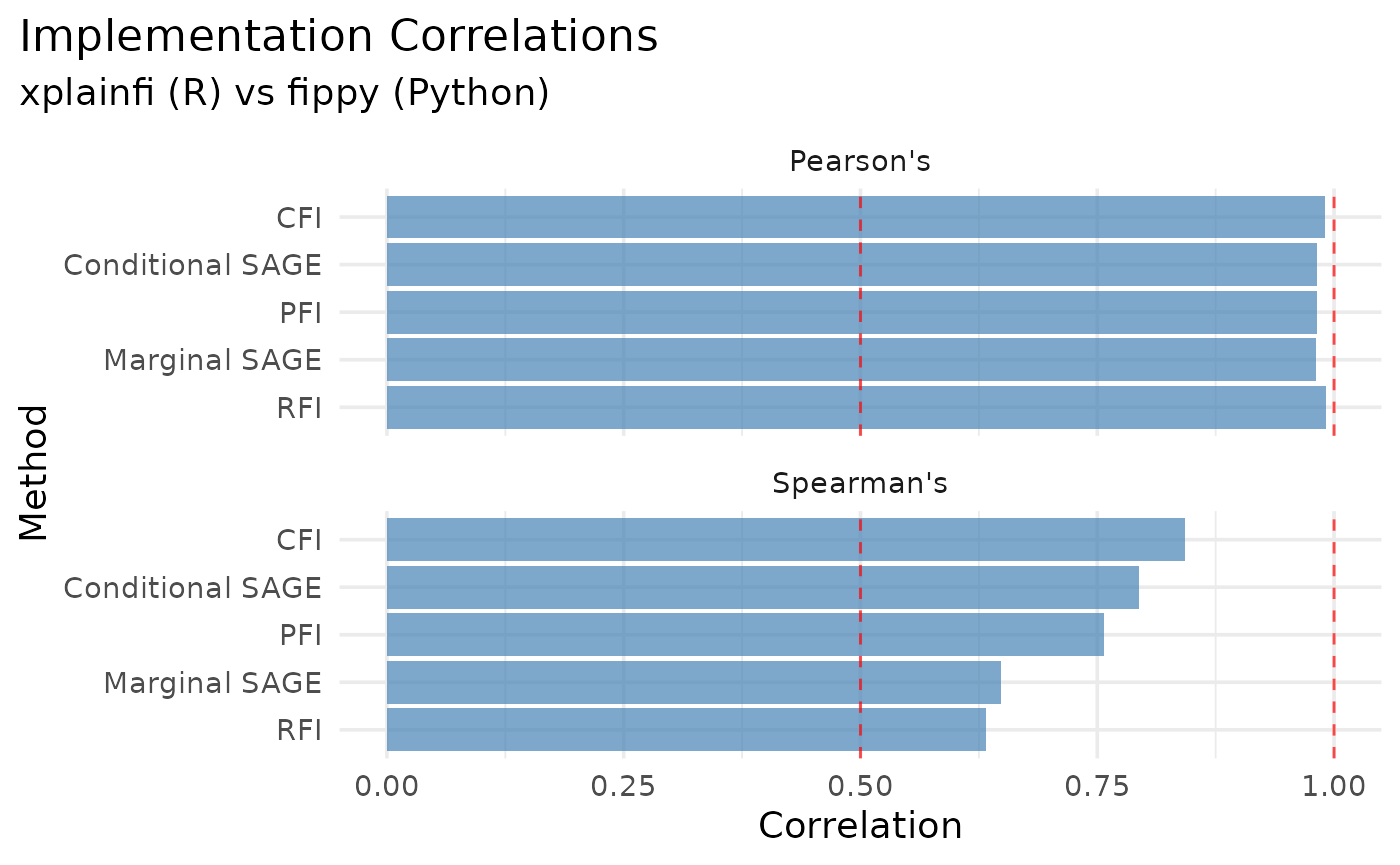 Implementation Correlations
xplainfi (R) vs fippy (Python)
Pearson's
CFI
Conditional SAGE
PFI
Marginal SAGE
RFI
Method
Spearman's
CFI
Conditional SAGE
PFI
Marginal SAGE
RFI
0.00 0.25 0.50 0.75 1.00
Correlation